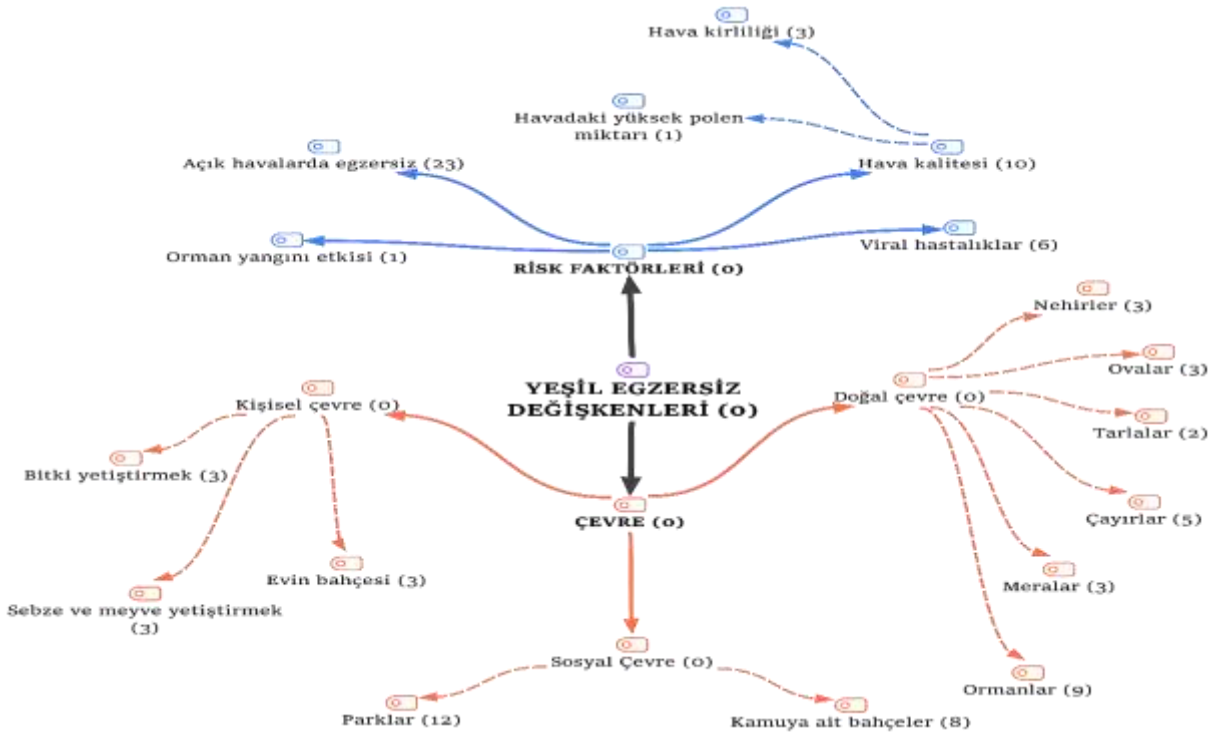 Hava kirliliği (3)
Havadaki yüksek polen
miktarı (1)
Açık havalarda egzersiz (23)
Hava kalitesi (10)
Orman yangını etkisi (1)
Viral hastalıklar (6)
RİSK FAKTÖRLERİ (0)
Nehirler (3)
Ovalar (3)
YEŞİL EGZERSİZ
DEĞİŞKENLERİ (0)
Doğal çevre (0)
Kişisel çevre (0)
Tarlalar (2)
Bitki yetiştirmek (3)
Çayırlar (5)
ÇEVRE (0)
Evin bahçesi (3)
Meralar (3)
Sebze ve meyve yetiştirmek
(3)
Sosyal Çevre (0)
Ormanlar (9)
Parklar (12)
Kamuya ait bahçeler (8)